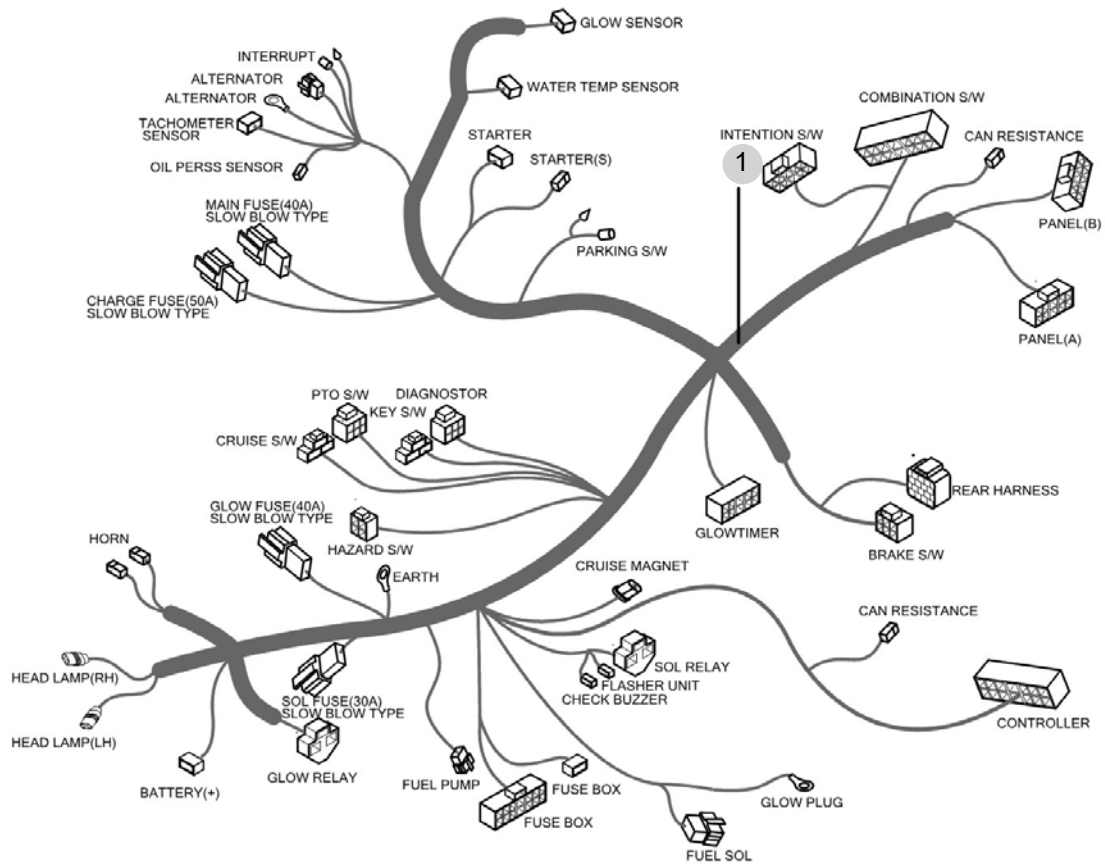 GLOW SENSOR
INTERRUPT
ALTERNATOR
ALTERNATOR
TACHOMETER
SENSOR
OIL PERSS SENSOR
WATER TEMP SENSOR
STARTER
STARTER(S)
COMBINATION S/W
INTENTION S/W
1
CAN RESISTANCE
PANEL(B)
PANEL(A)
MAIN FUSE(40A)
SLOW BLOW TYPE
PARKING S/W
CHARGE FUSE(50A)
SLOW BLOW TYPE
PTO S/W
DIAGNOSTOR
KEY S/W
CRUISE S/W
GLOW FUSE(40A)
SLOW BLOW TYPE
HAZARD S/W
HORN
EARTH
GLOWTIMER
REAR HARNESS
BRAKE S/W
CRUISE MAGNET
CAN RESISTANCE
SOL RELAY
FLASHER UNIT
CHECK BUZZER
CONTROLLER
HEAD LAMP(RH)
HEAD LAMP(LH)
SOL FUSE(30A)
SLOW BLOW TYPE
BATTERY(+)
GLOW RELAY
FUEL PUMP
FUSE BOX
FUSE BOX
GLOW PLUG
FUEL SOL